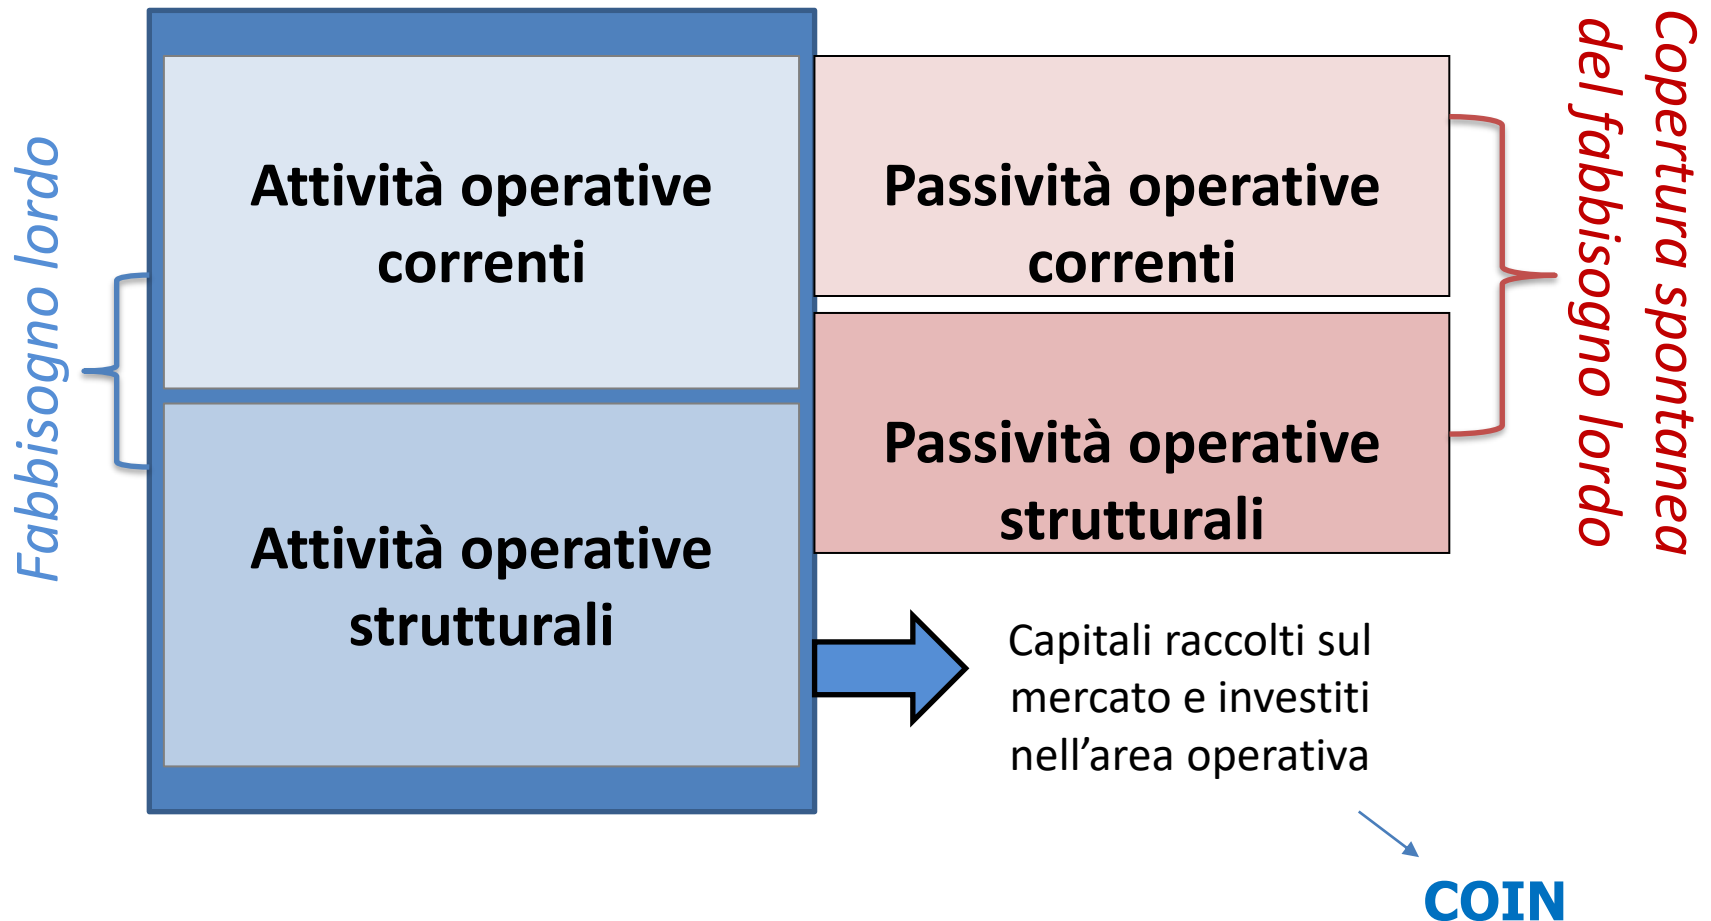 Fabbisogno lordo
Attività operative
correnti
Attività operative
strutturali
Passività operative
correnti
Passività operative
strutturali
Copertura spontanea
del fabbisogno lordo
Capitali raccolti sul
mercato e investiti
nell’area operativa
COIN